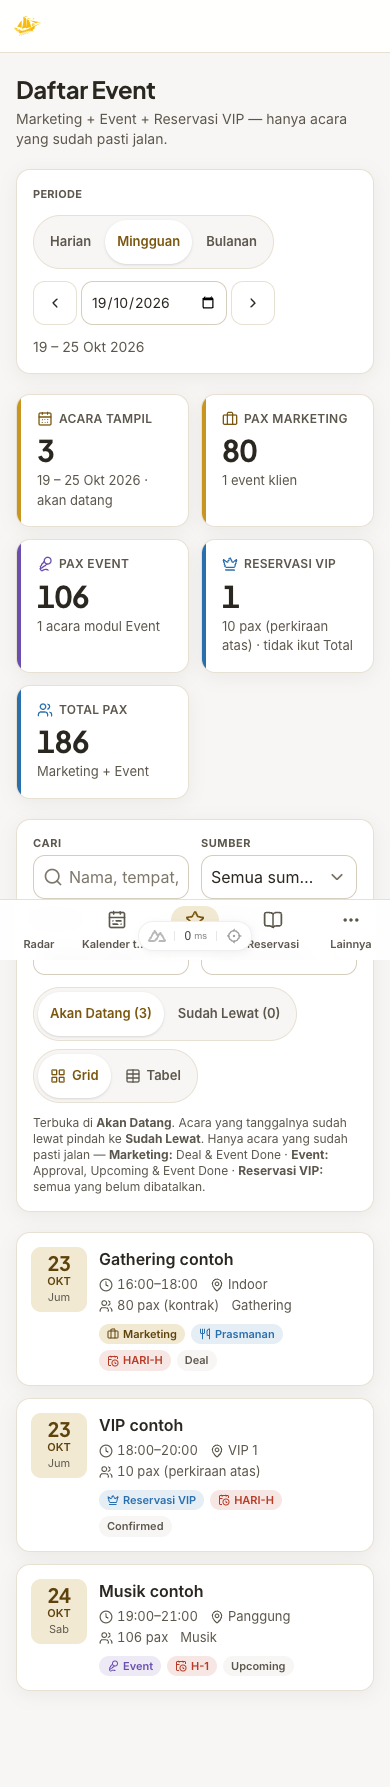 Daftar Event
Marketing + Event + Reservasi VIP — hanya acara
yang sudah pasti jalan.
PERIODE
Harian Mingguan Bulanan
19/10/2026
19 – 25 Okt 2026
ACARA TAMPIL
3
19 – 25 Okt 2026 ·
akan datang
PAX MARKETING
80
1 event klien
PAX EVENT
106
1 acara modul Event
RESERVASI VIP
1
10 pax (perkiraan
atas) · tidak ikut Total
TOTAL PAX
186
Marketing + Event
CARI
Nama, tempat,
SUMBER
Semua sum...
Radar Kalender t... Reservasi Lainnya
0 ms
Akan Datang (3) Sudah Lewat (0)
Grid Tabel
Terbuka di Akan Datang. Acara yang tanggalnya sudah
lewat pindah ke Sudah Lewat. Hanya acara yang sudah
pasti jalan — Marketing: Deal & Event Done · Event:
Approval, Upcoming & Event Done · Reservasi VIP:
semua yang belum dibatalkan.
23
OKT
Jum
Gathering contoh
16:00–18:00 Indoor
80 pax (kontrak) Gathering
Marketing Prasmanan
HARI-H Deal
23
OKT
Jum
VIP contoh
18:00–20:00 VIP 1
10 pax (perkiraan atas)
Reservasi VIP HARI-H
Confirmed
24
OKT
Sab
Musik contoh
19:00–21:00 Panggung
106 pax Musik
Event H-1 Upcoming